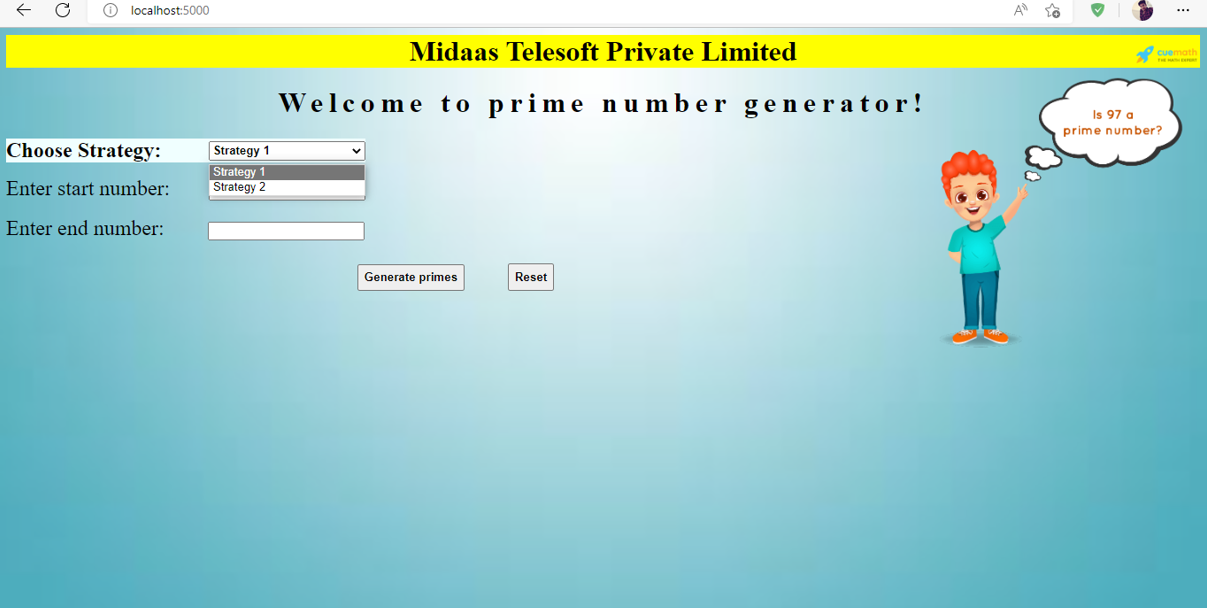 localhost:5000
Midaas Telesoft Private Limited
cuemath
THE MATH EXPERT
Welcome to prime number generator!
Is 97 a
prime number?
Choose Strategy:
Strategy 1
Strategy 1
Strategy 2
Enter start number:
Enter end number:
Generate primes
Reset